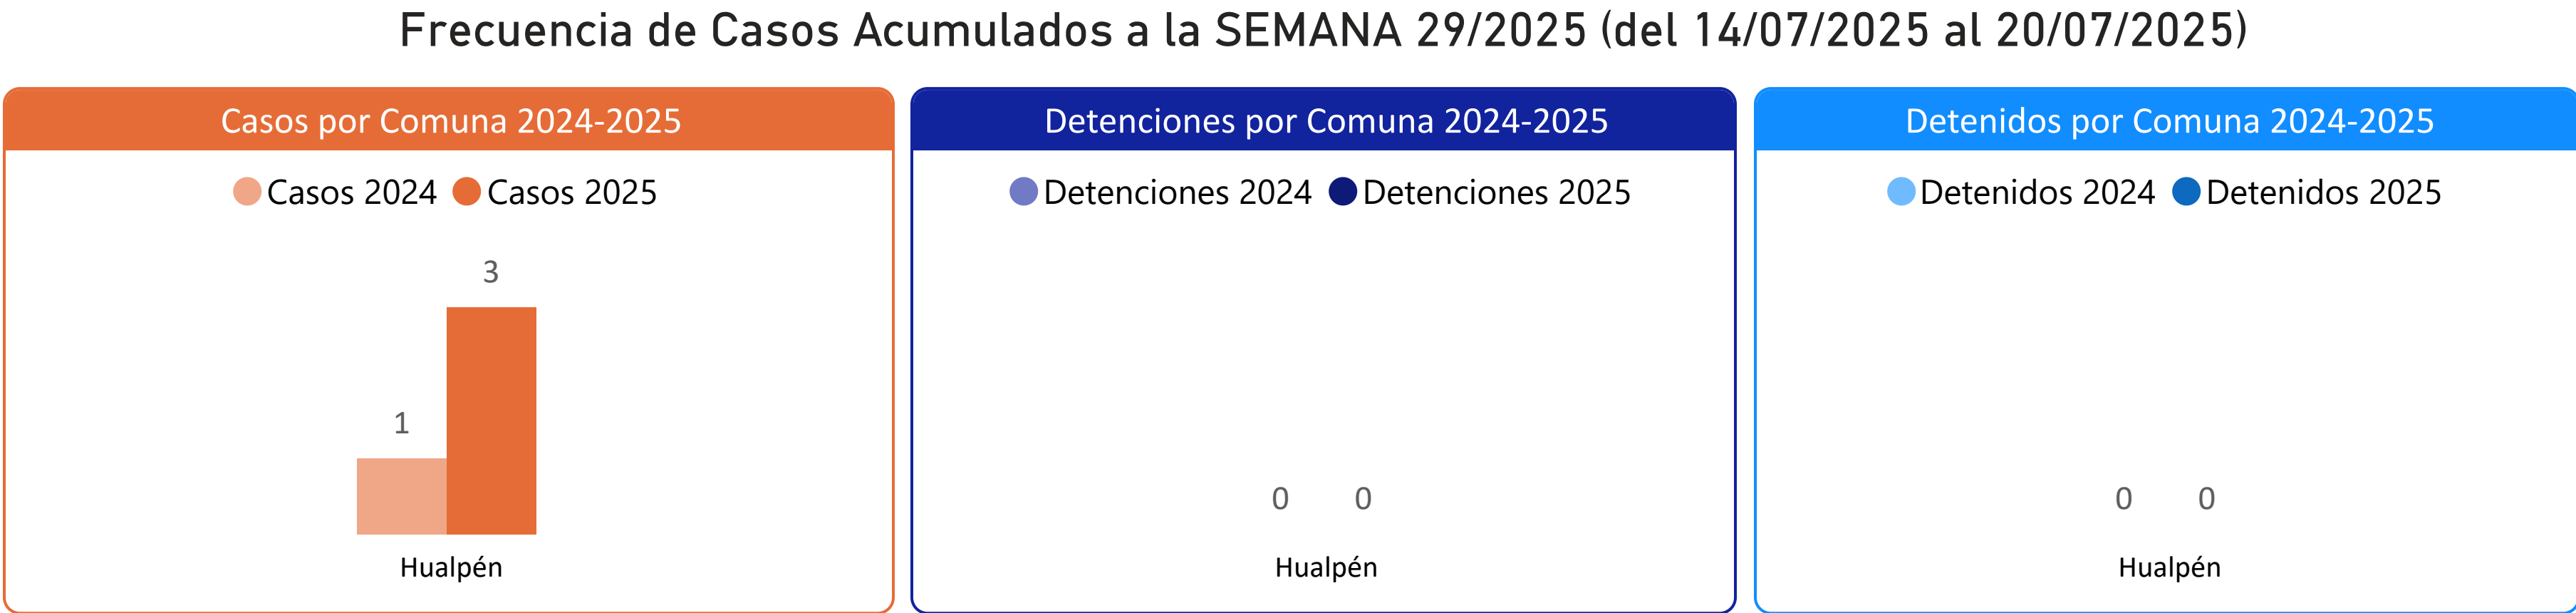 Frecuencia de Casos Acumulados a la SEMANA 29/2025 (del 14/07/2025 al 20/07/2025)
Casos por Comuna 2024-2025
Casos 2024 Casos 2025
3
1
Hualpén
Detenciones por Comuna 2024-2025
Detenciones 2024 Detenciones 2025
0 0
Hualpén
Detenidos por Comuna 2024-2025
Detenidos 2024 Detenidos 2025
0 0
Hualpén